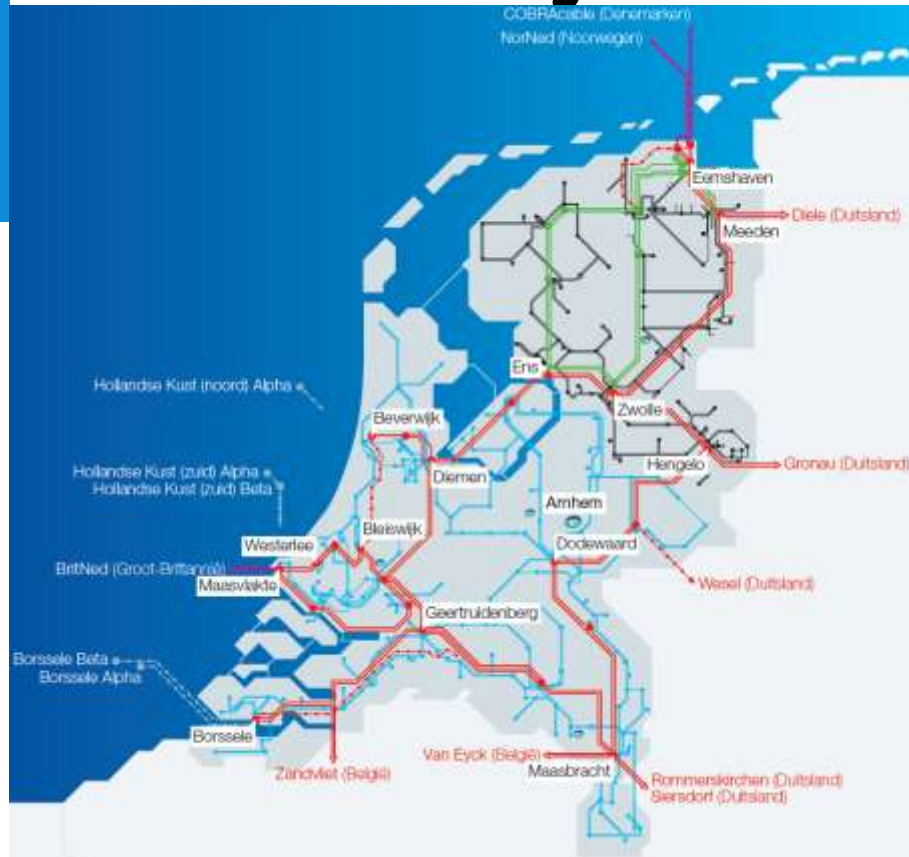 COBRAcable (Denemarken)
NorNed (Noorwegen)
Eemshaven
Diele (Duitsland)
Meeden
Ens
Hollandse Kust (noord) Alpha
Zwolle
Beverwijk
Hengelo
Gronau (Duitsland)
Diemen
Hollandse Kust (zuid) Alpha
Hollandse Kust (zuid) Beta
Arnhem
Bleiswijk
Westerlee
Dodewaard
BritNed (Groot-Brittannië)
Maasvlakte
Wesel (Duitsland)
Geertruidenberg
Borssele Beta
Borssele Alpha
Borssele
Van Eyck (België)
Zandvliet (België)
Maasbracht
Rommerskirchen (Duitsland)
Siersdorf (Duitsland)